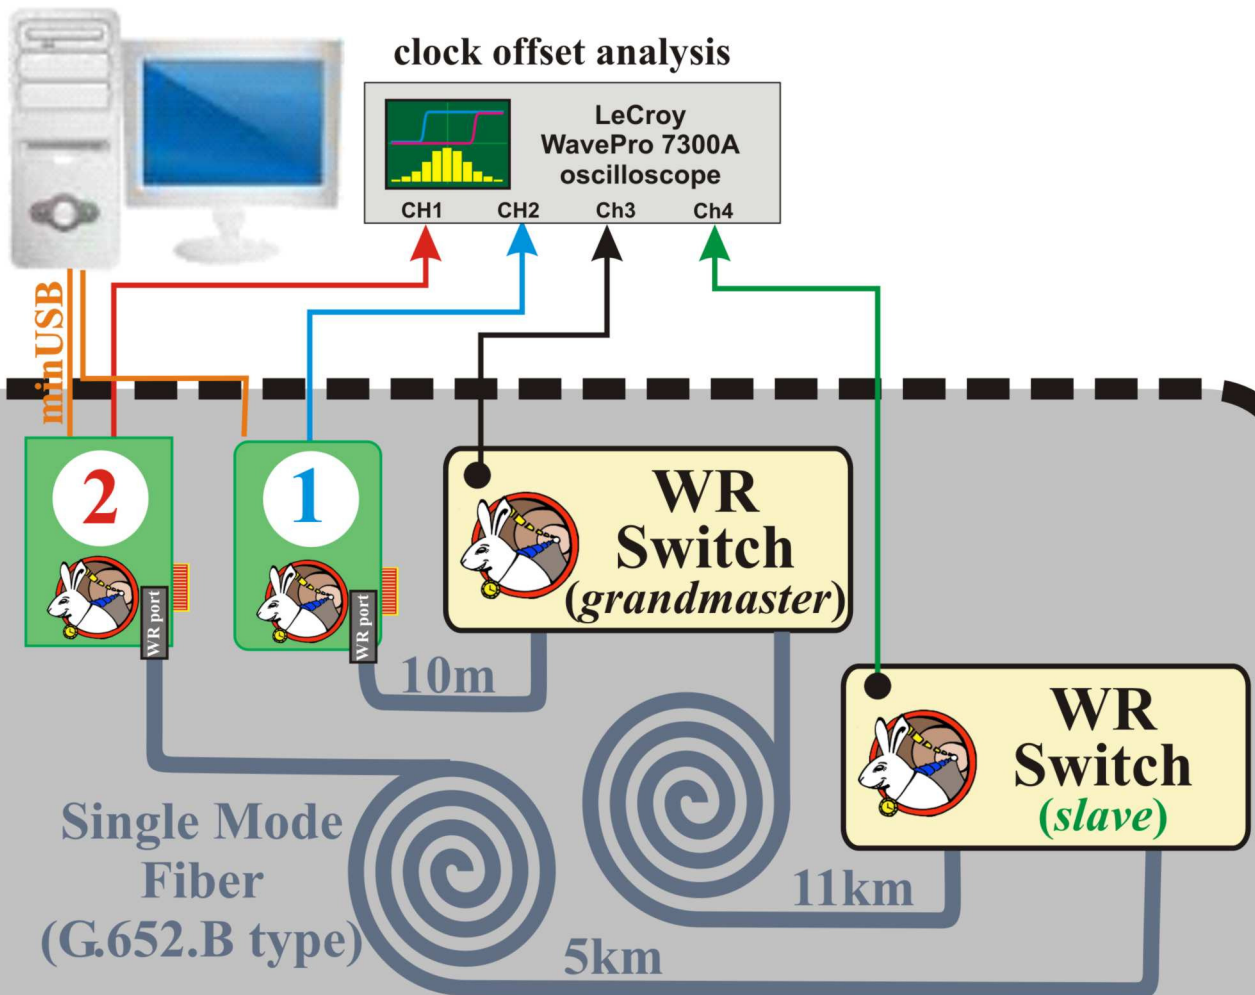 clock offset analysis
LeCroy
WavePro 7300A
oscilloscope
CH1 CH2 Ch3 Ch4
minUSB
2
1
WR
Switch
(grandmaster)
WR port
WR port
10m
WR
Switch
(slave)
Single Mode
Fiber
(G.652.B type)
11km
5km